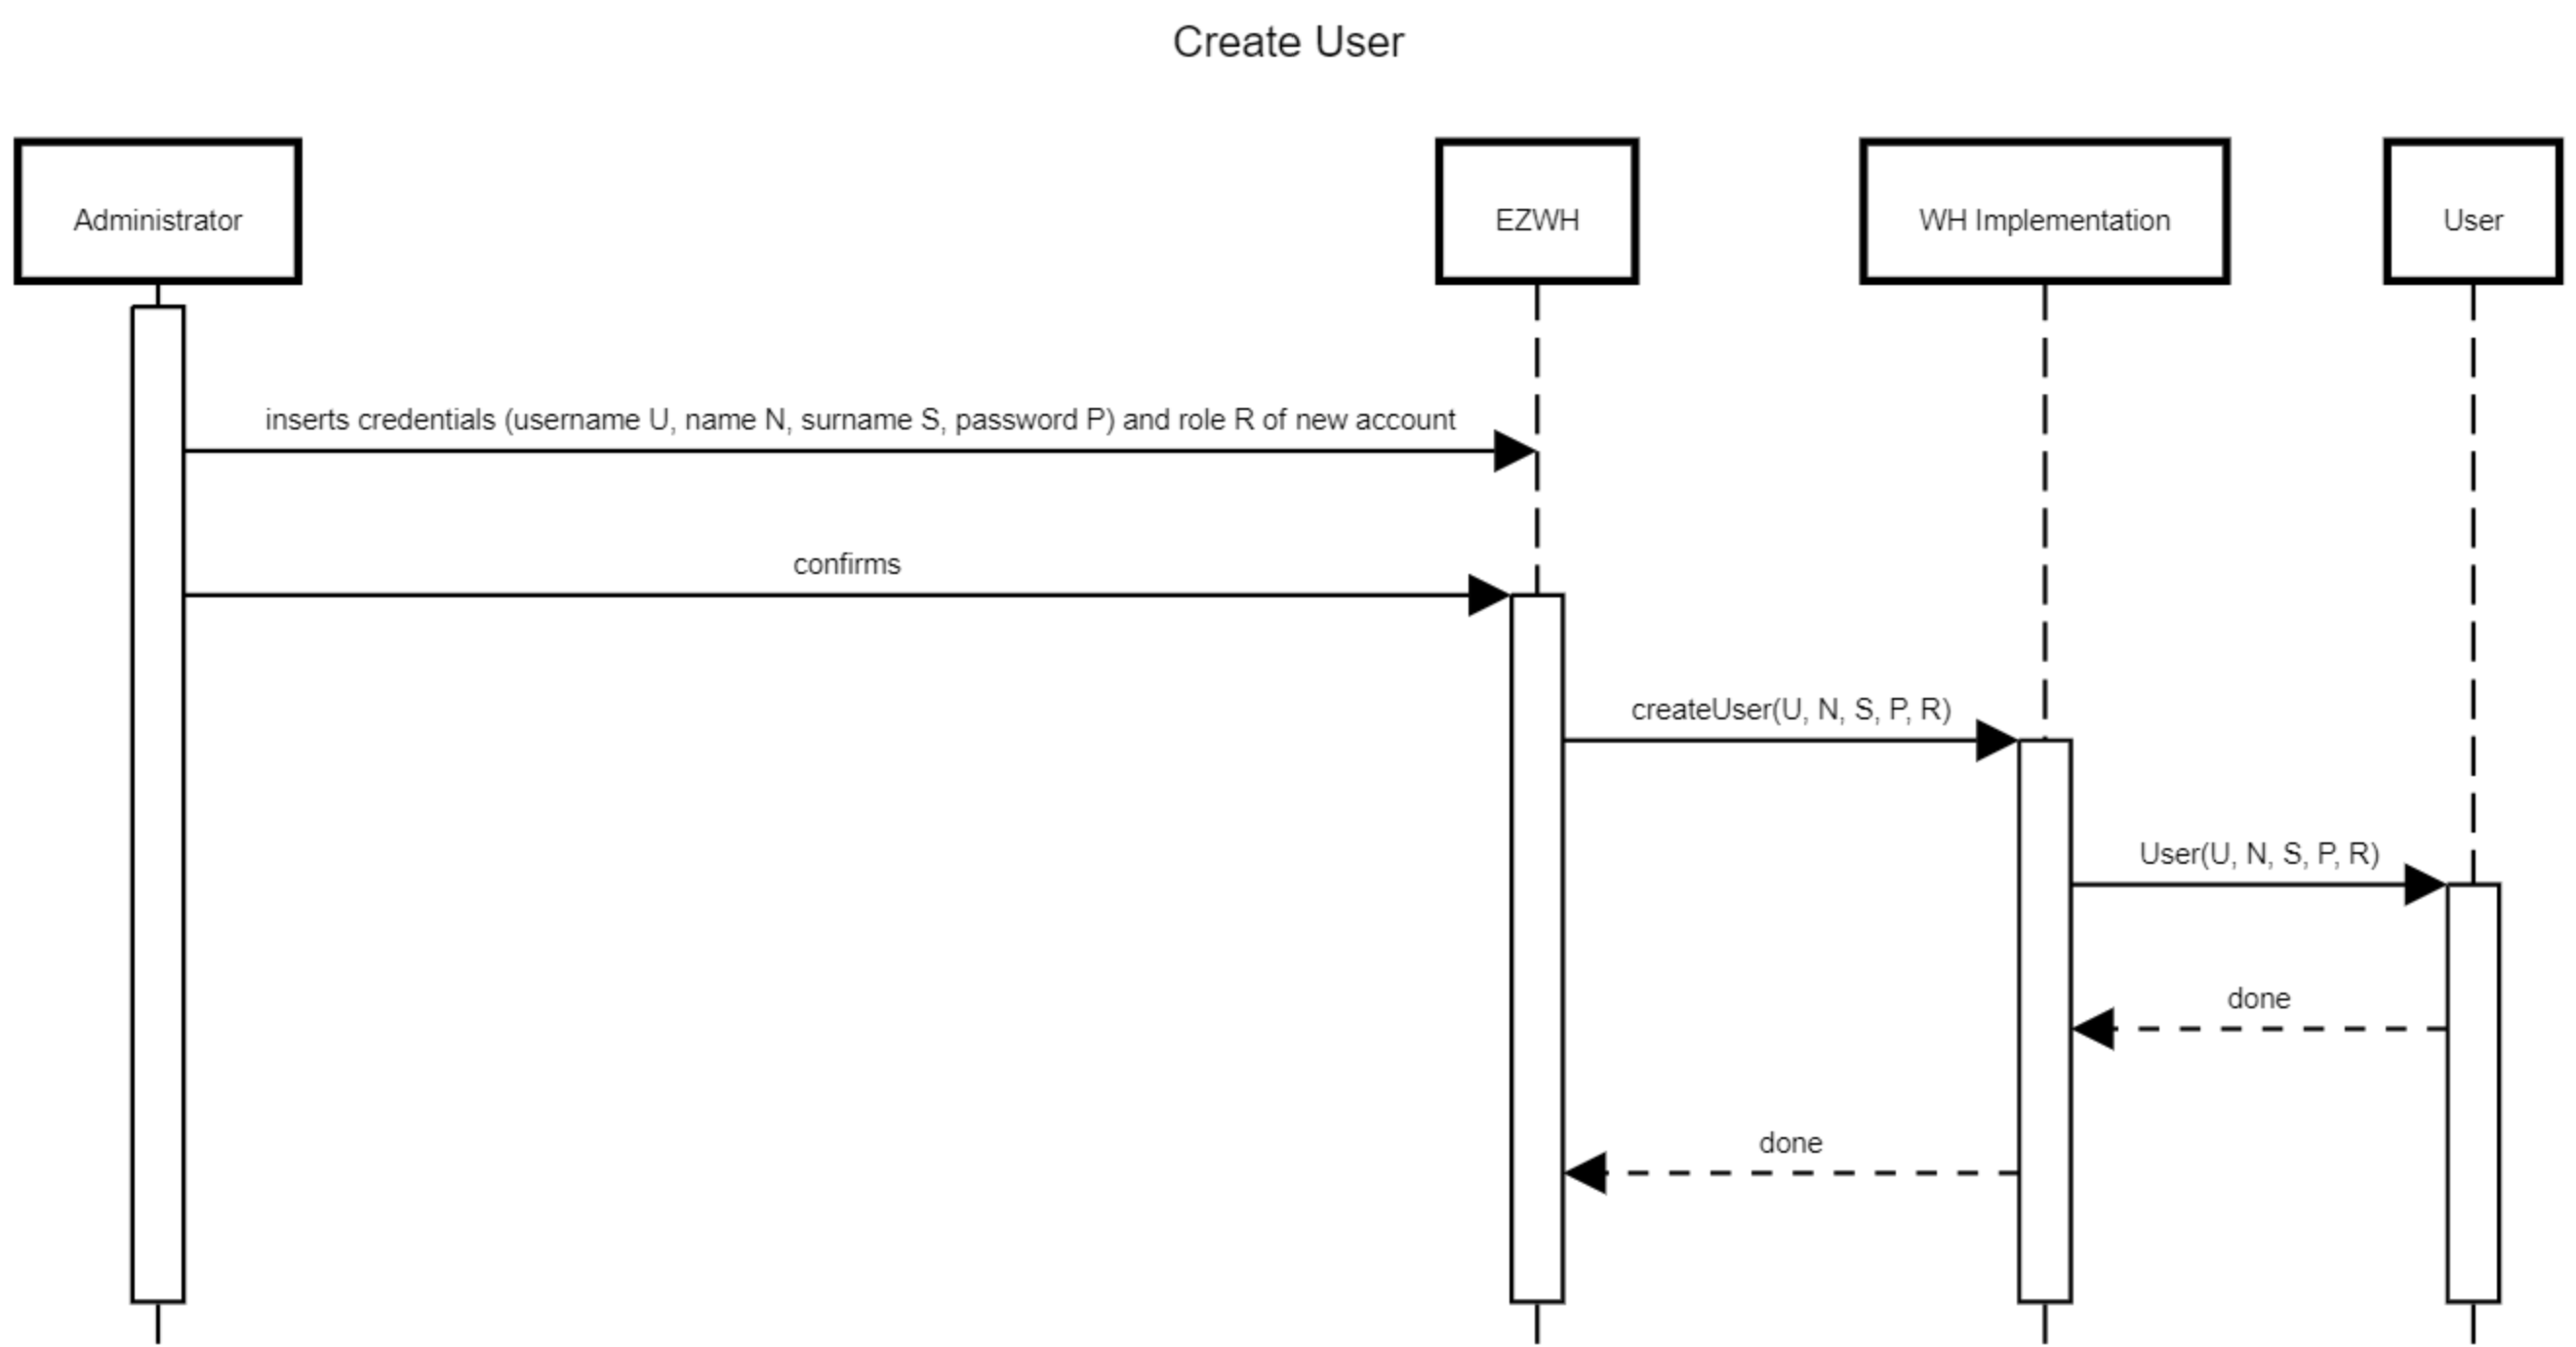 Create User
Administrator
EZWH
WH Implementation
User
inserts credentials (username U, name N, surname S, password P) and role R of new account
confirms
createUser(U, N, S, P, R)
User(U, N, S, P, R)
done
done